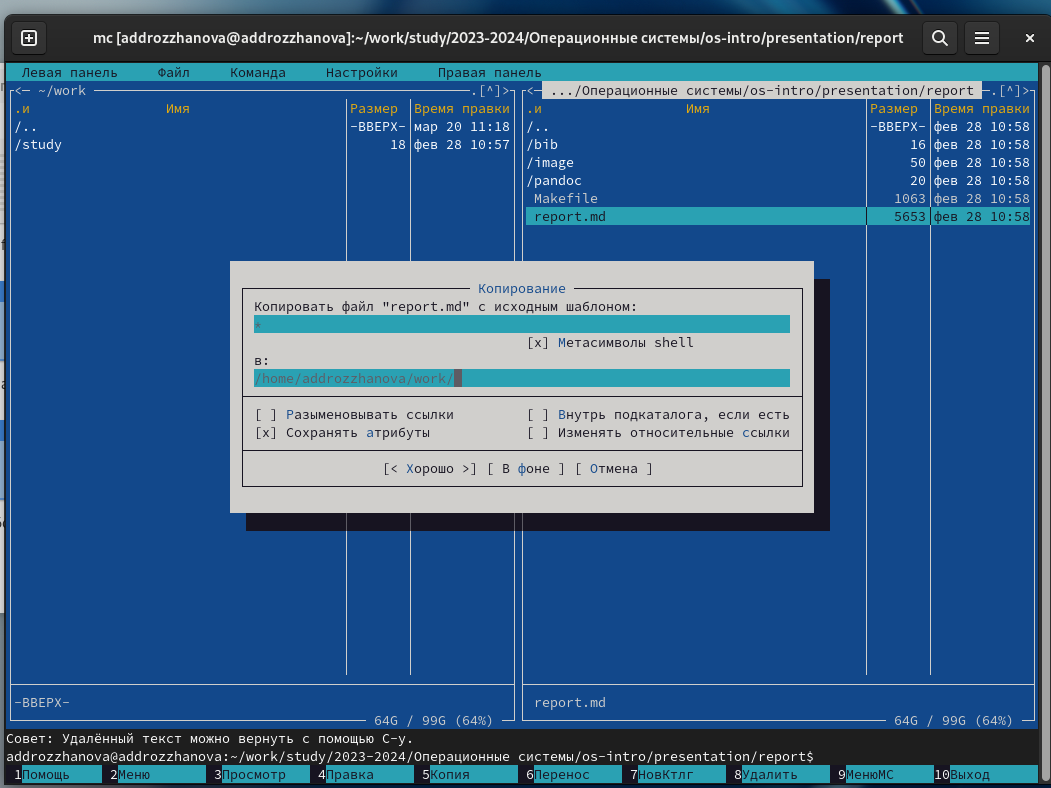 mc [addrozzhanova@addrozzhanova]:~/work/study/2023-2024/Операционные системы/os-intro/presentation/report
Левая панель Файл Команда Настройки Правая панель
<─ ~/work .[^]>
.и Имя Размер Время правки
/.. -ВВЕРХ- мар 20 11:18
/study 18 фев 28 10:57
<─ .../Операционные системы/os-intro/presentation/report .[^]>
.и Имя Размер Время правки
/.. -ВВЕРХ- фев 28 10:58
/bib 16 фев 28 10:58
/image 50 фев 28 10:58
/pandoc 20 фев 28 10:58
Makefile 1063 фев 28 10:58
report.md 5653 фев 28 10:58
Копирование
Копировать файл "report.md" с исходным шаблоном:
*
[x] Метасимволы shell
в:
/home/addrozzhanova/work/
[ ] Разыменовывать ссылки [ ] Внутрь подкаталога, если есть
[x] Сохранять атрибуты [ ] Изменять относительные ссылки
[< Хорошо >] [ В фоне ] [ Отмена ]
-ВВЕРХ-
64G / 99G (64%)
report.md
64G / 99G (64%)
Совет: Удалённый текст можно вернуть с помощью C-y.
addrozzhanova@addrozzhanova:~/work/study/2023-2024/Операционные системы/os-intro/presentation/report$
1Помощь 2Меню 3Просмотр 4Правка 5Копия 6Перенос 7НовКтлг 8Удалить 9МенюМС 10Выход